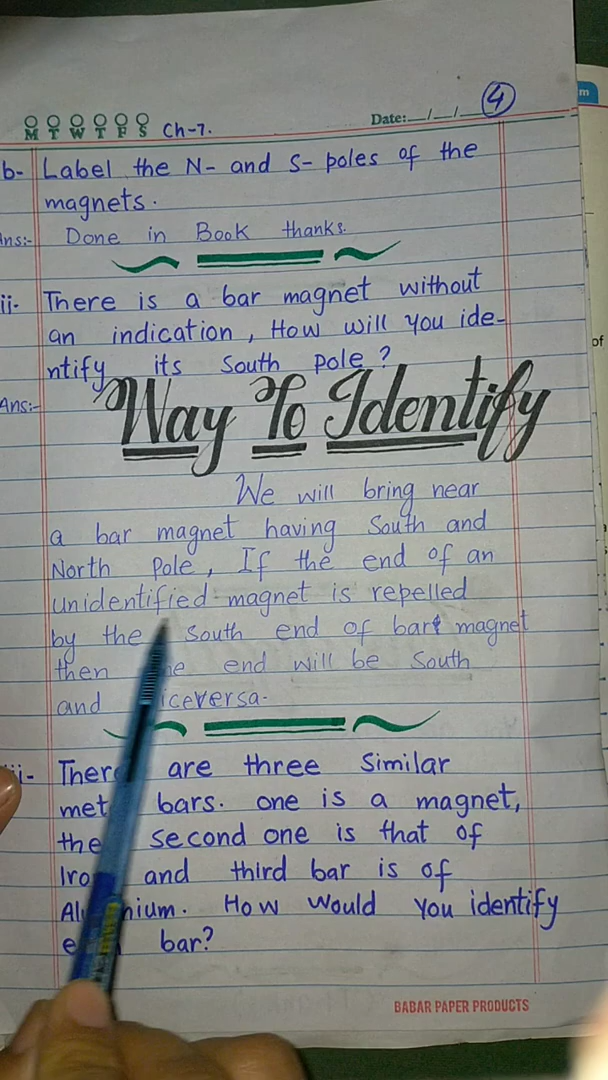 M T W T F S Ch-7. Date:__/__/__ 4
b- Label the N- and S- poles of the
magnets.
Ans:- Done in Book thanks.
ii- There is a bar magnet without
an indication, How will you ide-
ntify its South pole?
Ans:- Way To Identify
We will bring near
a bar magnet having South and
North Pole, If the end of an
unidentified magnet is repelled
by the South end of bar magnet
then end will be South
and
There are three Similar
bars. one is a magnet,
the second one is that of
and third bar is of
How would you identify
bar?
BABAR PAPER PRODUCTS
m
of